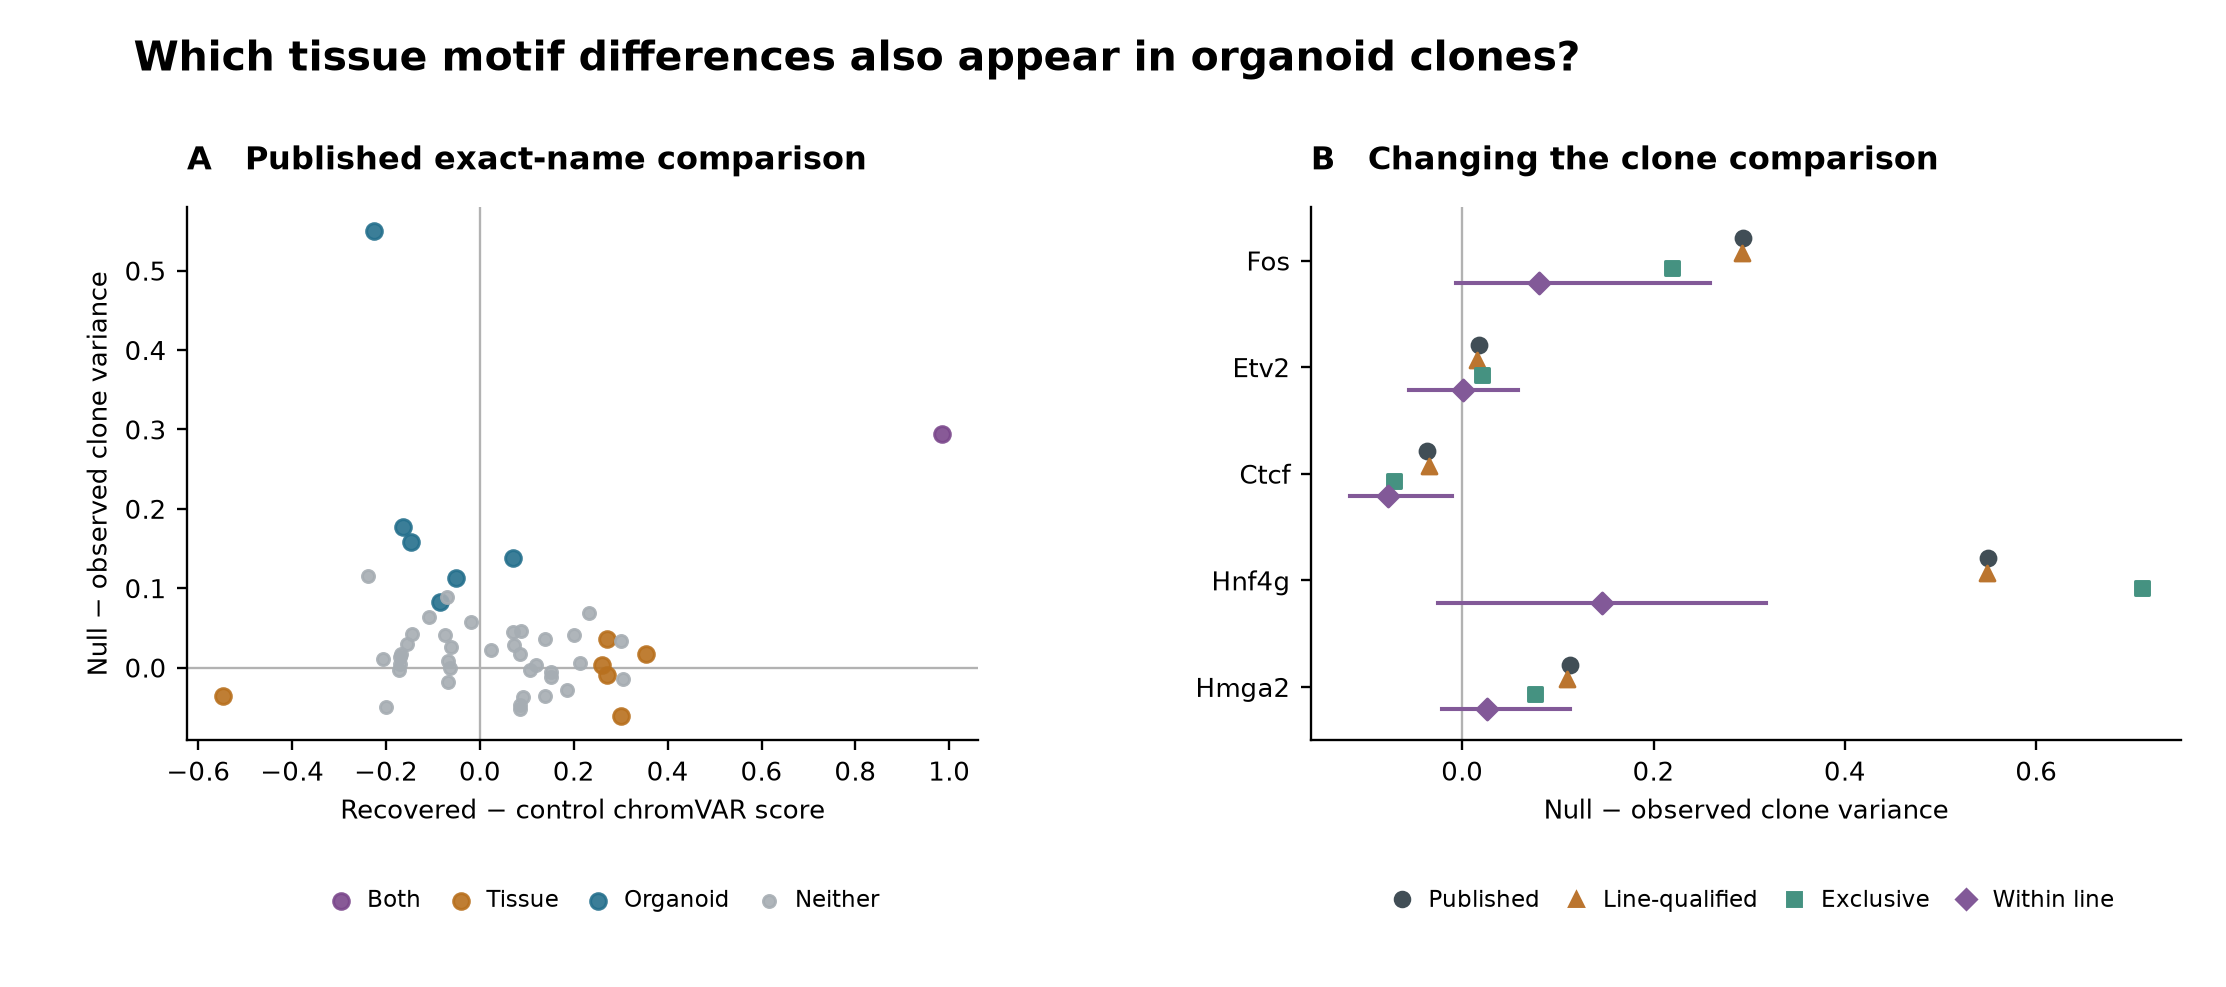 Which tissue motif differences also appear in organoid clones?
A Published exact-name comparison
Null − observed clone variance
0.5
0.4
0.3
0.2
0.1
0.0
−0.6 −0.4 −0.2 0.0 0.2 0.4 0.6 0.8 1.0
Recovered − control chromVAR score
Both Tissue Organoid Neither
B Changing the clone comparison
Fos
Etv2
Ctcf
Hnf4g
Hmga2
0.0 0.2 0.4 0.6
Null − observed clone variance
Published Line-qualified Exclusive Within line